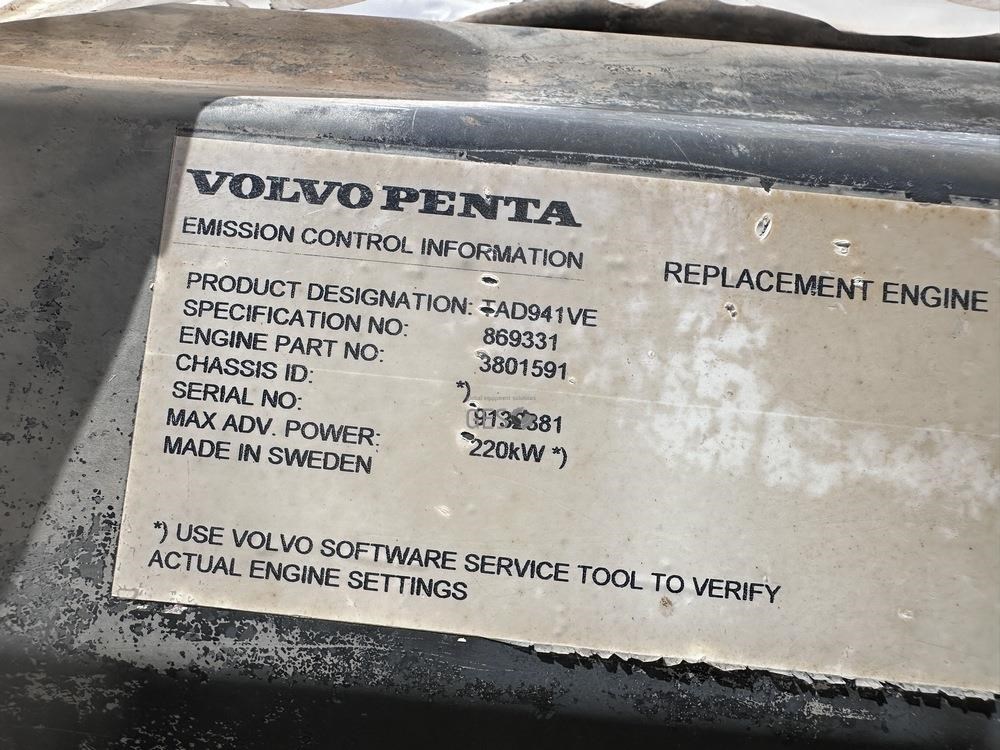 VOLVO PENTA
EMISSION CONTROL INFORMATION
REPLACEMENT ENGINE
PRODUCT DESIGNATION: TAD941VE
SPECIFICATION NO: 869331
ENGINE PART NO: 3801591
CHASSIS ID: *)
SERIAL NO:
MAX ADV. POWER: 220kW *)
MADE IN SWEDEN
*) USE VOLVO SOFTWARE SERVICE TOOL TO VERIFY
ACTUAL ENGINE SETTINGS